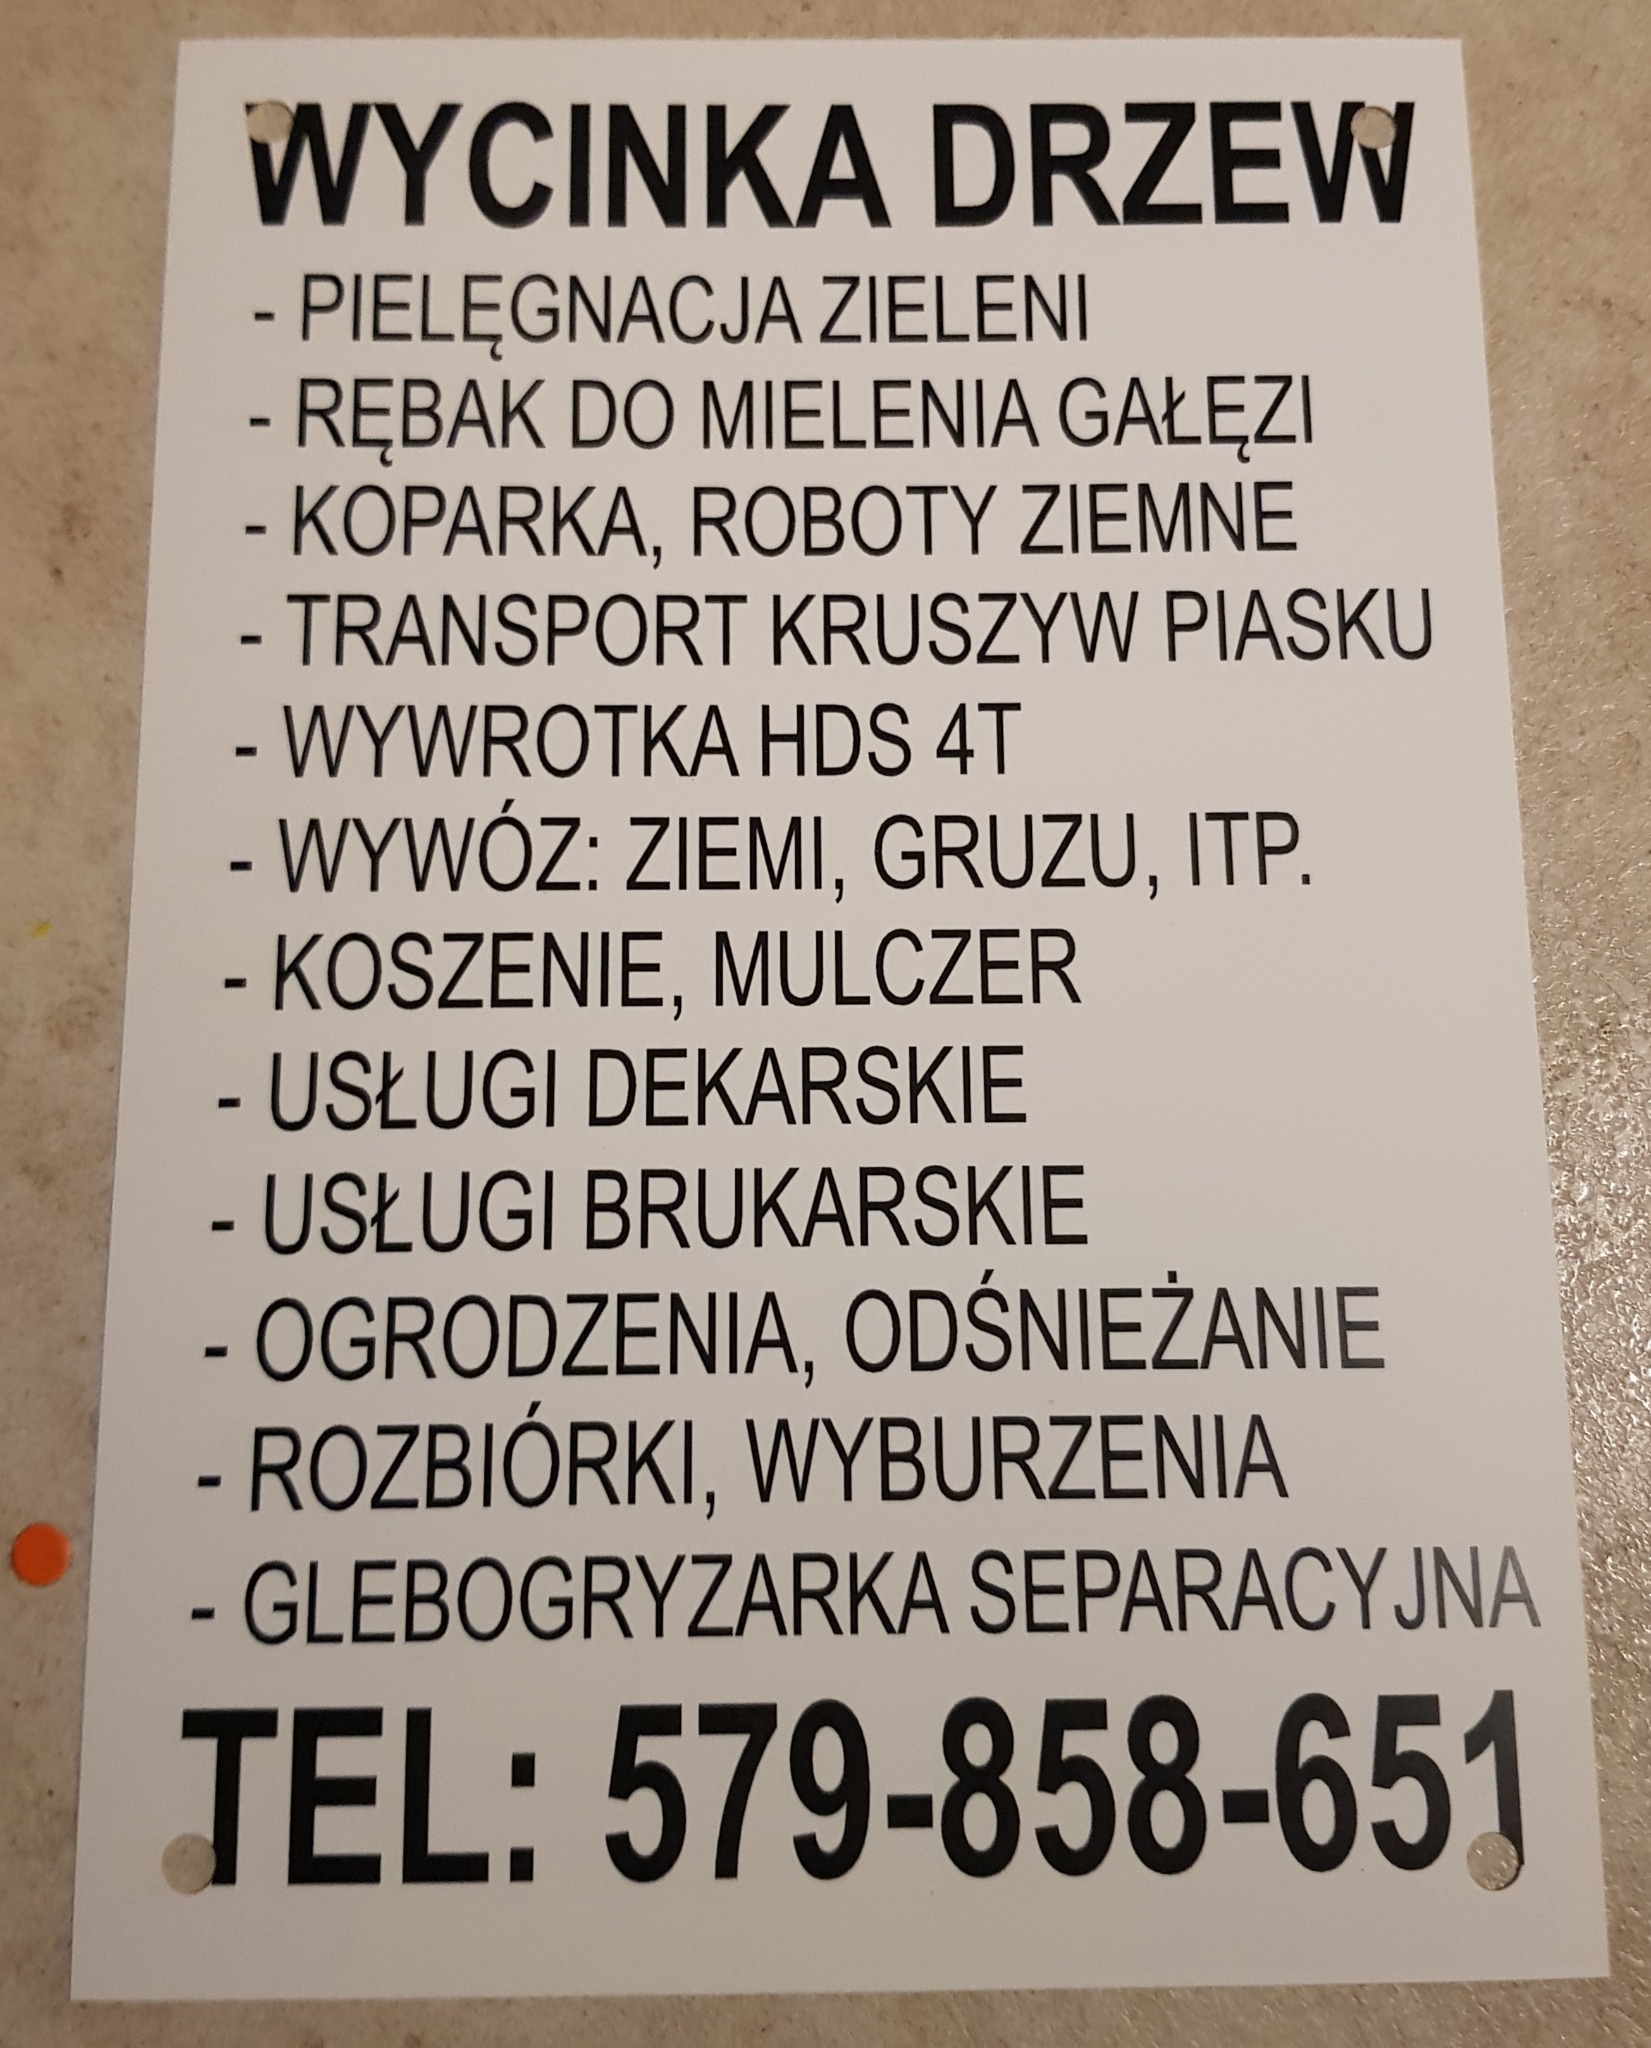 WYCINKA DRZEW
- PIELĘGNACJA ZIELENI
- RĘBAK DO MIELENIA GAŁĘZI
- KOPARKA, ROBOTY ZIEMNE
- TRANSPORT KRUSZYW PIASKU
- WYWROTKA HDS 4T
- WYWÓZ: ZIEMI, GRUZU, ITP.
- KOSZENIE, MULCZER
- USŁUGI DEKARSKIE
- USŁUGI BRUKARSKIE
- OGRODZENIA, ODŚNIEŻANIE
- ROZBIÓRKI, WYBURZENIA
- GLEBOGRYZARKA SEPARACYJNA
TEL: 579-858-651